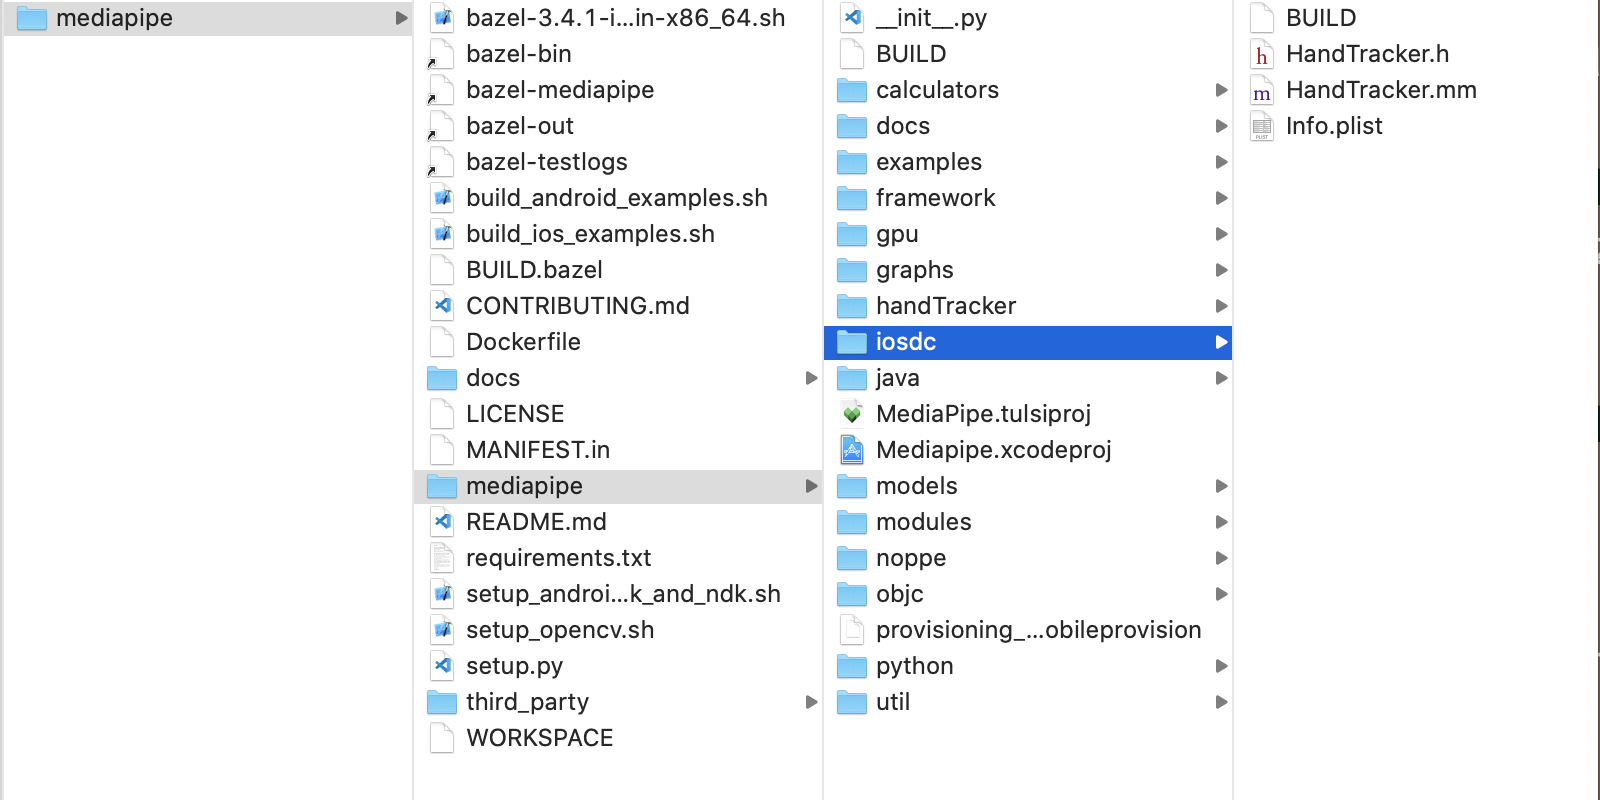 mediapipe
bazel-3.4.1-i...in-x86_64.sh
bazel-bin
bazel-mediapipe
bazel-out
bazel-testlogs
build_android_examples.sh
build_ios_examples.sh
BUILD.bazel
CONTRIBUTING.md
Dockerfile
docs
LICENSE
MANIFEST.in
mediapipe
README.md
requirements.txt
setup_androi...k_and_ndk.sh
setup_opencv.sh
setup.py
third_party
WORKSPACE
__init__.py
BUILD
calculators
docs
examples
framework
gpu
graphs
handTracker
iosdc
java
MediaPipe.tulsiproj
Mediapipe.xcodeproj
models
modules
noppe
objc
provisioning_...obileprovision
python
util
BUILD
HandTracker.h
HandTracker.mm
Info.plist